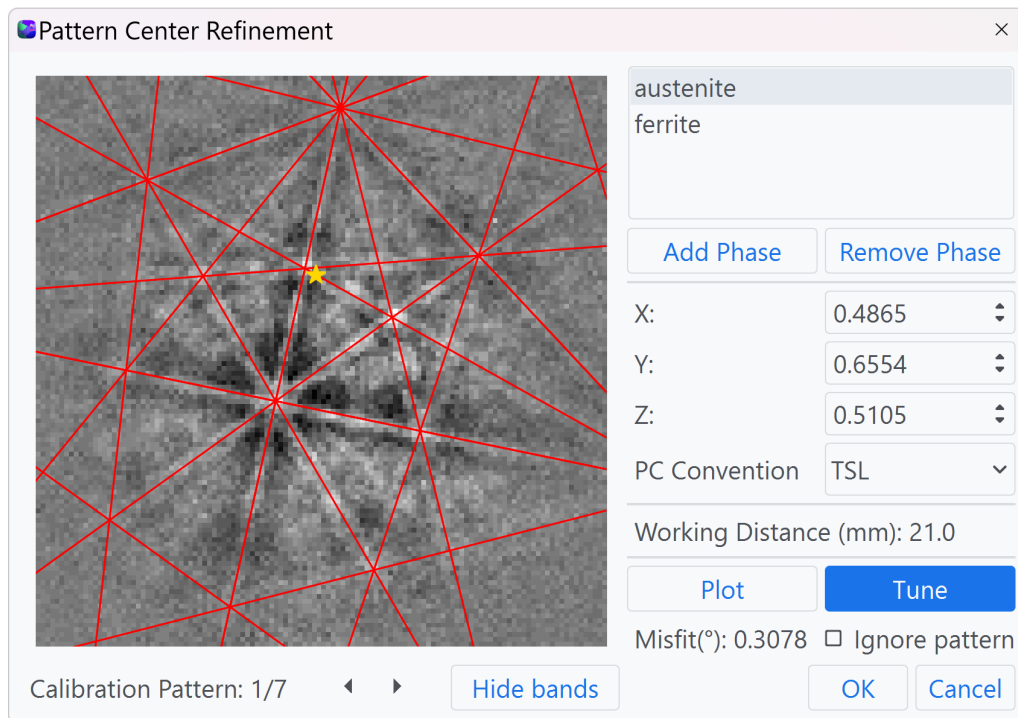 Pattern Center Refinement
austenite
ferrite
Add Phase
Remove Phase
X: 0.4865
Y: 0.6554
Z: 0.5105
PC Convention TSL
Working Distance (mm): 21.0
Plot
Tune
Misfit(°): 0.3078 Ignore pattern
Calibration Pattern: 1/7
Hide bands
OK
Cancel